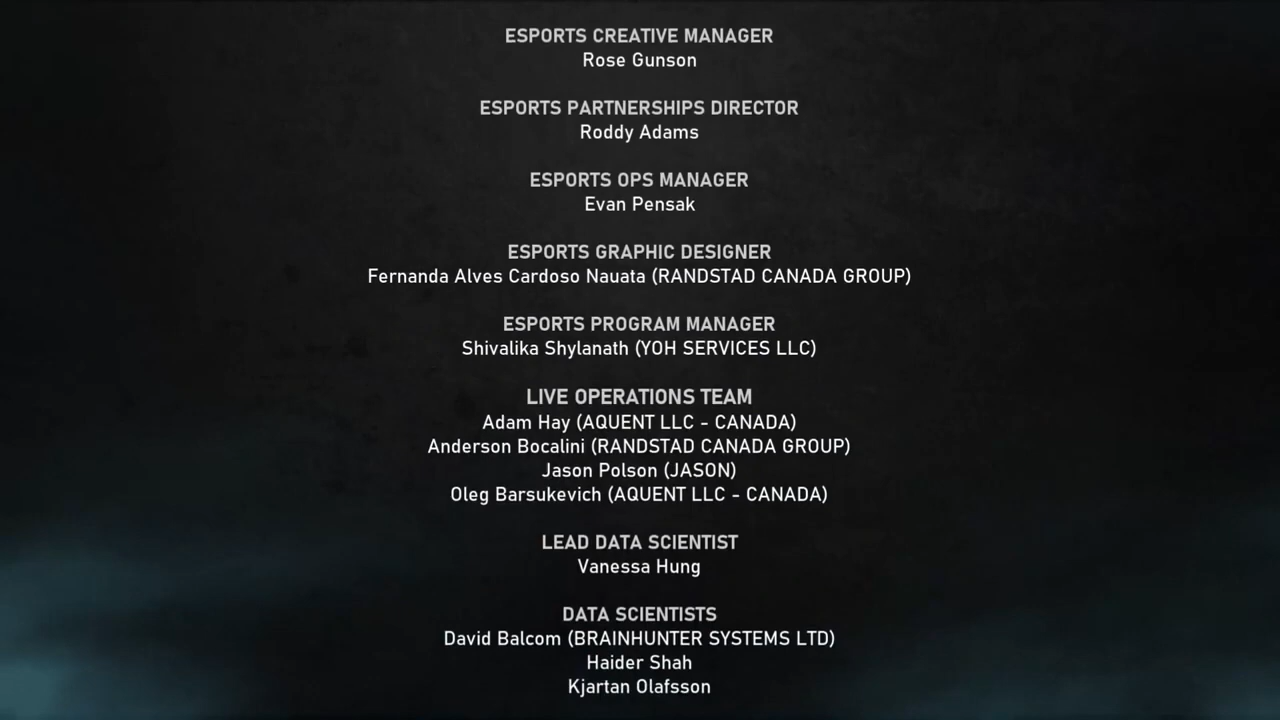 ESPORTS CREATIVE MANAGER
Rose Gunson
ESPORTS PARTNERSHIPS DIRECTOR
Roddy Adams
ESPORTS OPS MANAGER
Evan Pensak
ESPORTS GRAPHIC DESIGNER
Fernanda Alves Cardoso Nauata (RANDSTAD CANADA GROUP)
ESPORTS PROGRAM MANAGER
Shivalika Shylanath (YOH SERVICES LLC)
LIVE OPERATIONS TEAM
Adam Hay (AQUENT LLC - CANADA)
Anderson Bocalini (RANDSTAD CANADA GROUP)
Jason Polson (JASON)
Oleg Barsukevich (AQUENT LLC - CANADA)
LEAD DATA SCIENTIST
Vanessa Hung
DATA SCIENTISTS
David Balcom (BRAINHUNTER SYSTEMS LTD)
Haider Shah
Kjartan Olafsson